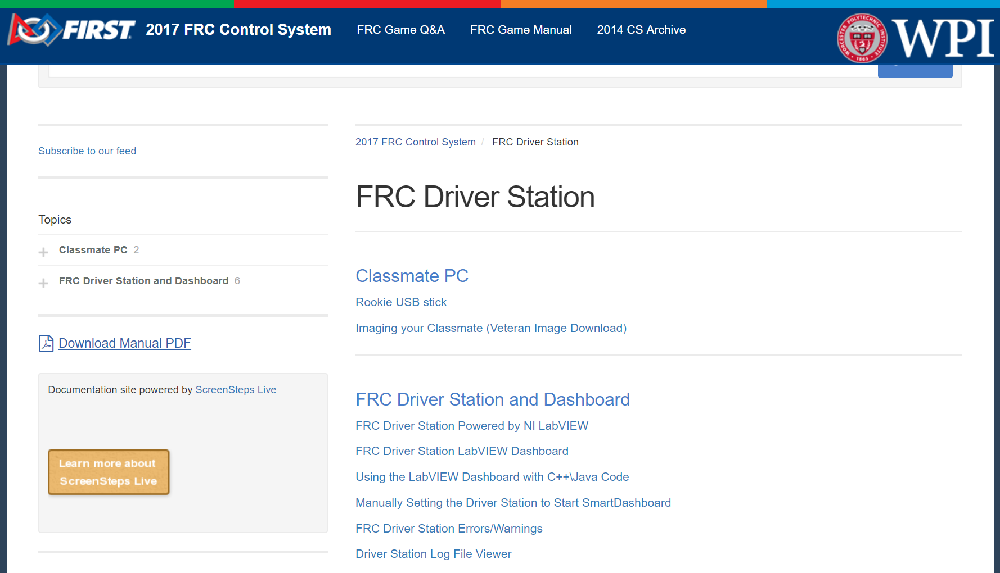 FIRST 2017 FRC Control System FRC Game Q&A FRC Game Manual 2014 CS Archive WPI
WORCESTER POLYTECHNIC INSTITUTE
1865
Subscribe to our feed
Topics
Classmate PC 2
FRC Driver Station and Dashboard 6
Download Manual PDF
Documentation site powered by ScreenSteps Live
Learn more about
ScreenSteps Live
2017 FRC Control System / FRC Driver Station
FRC Driver Station
Classmate PC
Rookie USB stick
Imaging your Classmate (Veteran Image Download)
FRC Driver Station and Dashboard
FRC Driver Station Powered by NI LabVIEW
FRC Driver Station LabVIEW Dashboard
Using the LabVIEW Dashboard with C++\Java Code
Manually Setting the Driver Station to Start SmartDashboard
FRC Driver Station Errors/Warnings
Driver Station Log File Viewer